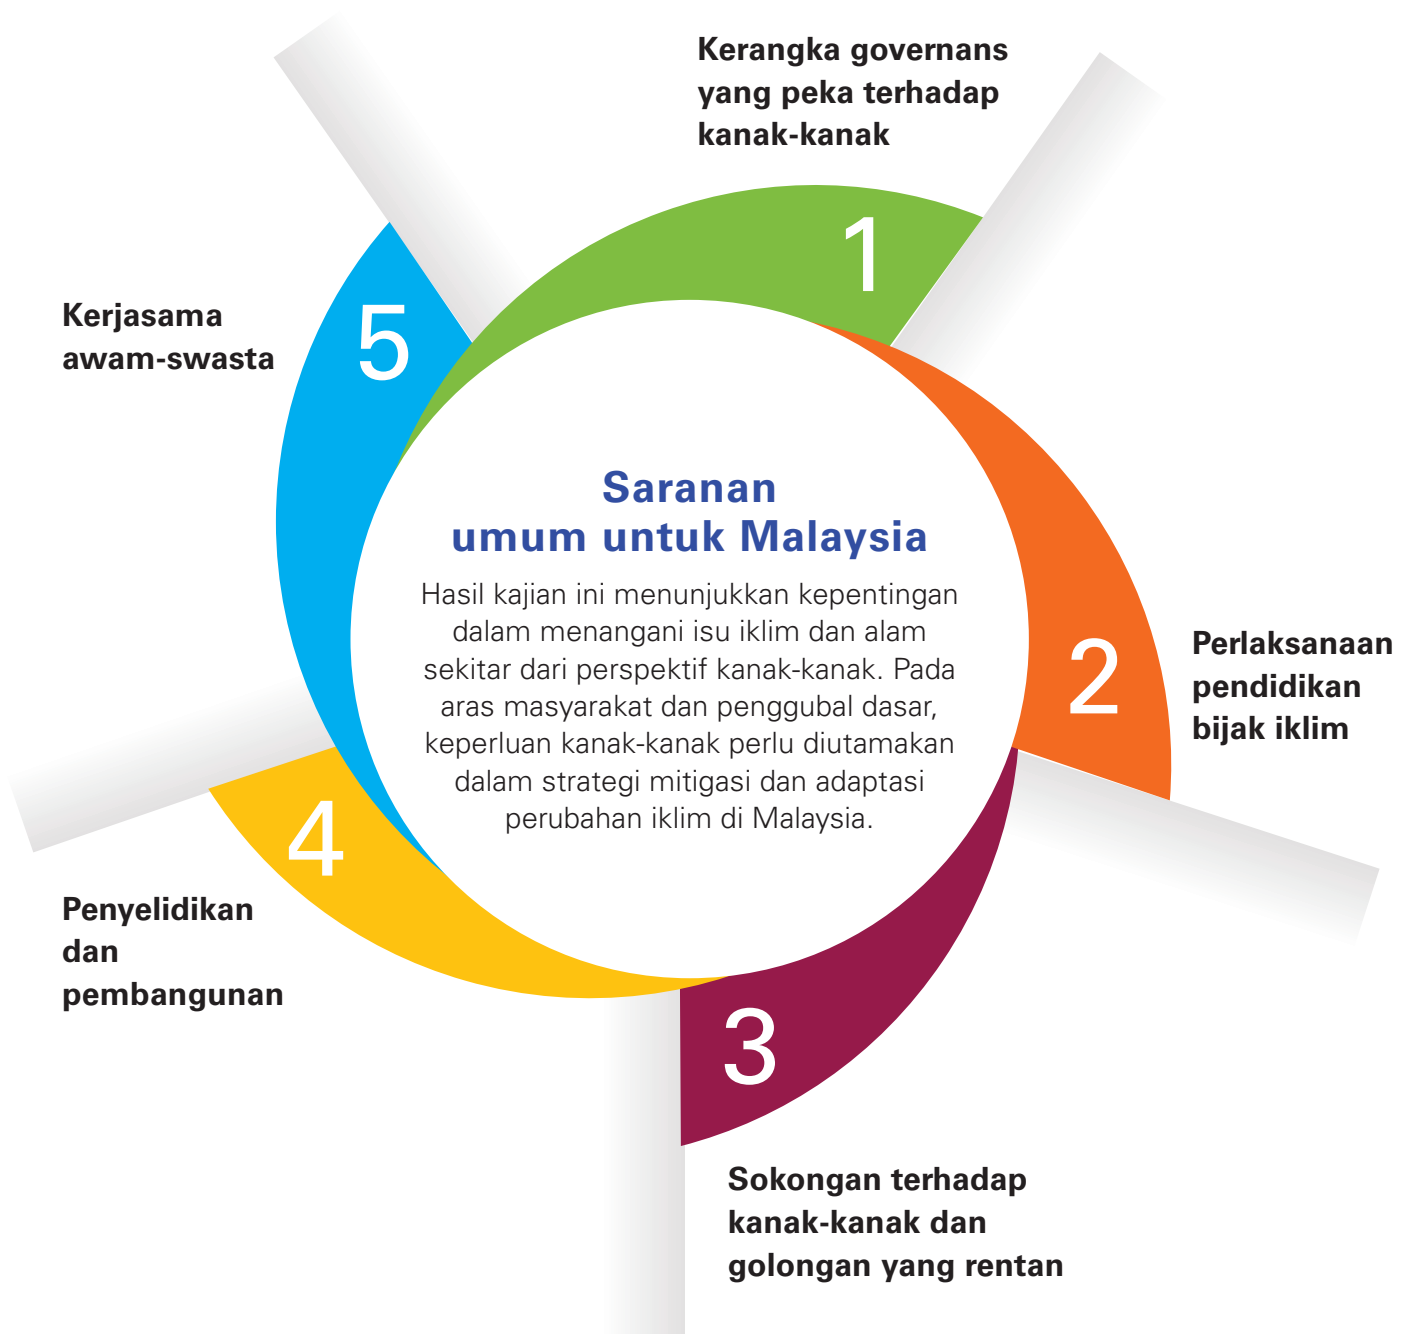 Kerangka governans
yang peka terhadap
kanak-kanak
1
Kerjasama
awam-swasta
5
Saranan
umum untuk Malaysia
Hasil kajian ini menunjukkan kepentingan
dalam menangani isu iklim dan alam
sekitar dari perspektif kanak-kanak. Pada
aras masyarakat dan penggubal dasar,
keperluan kanak-kanak perlu diutamakan
dalam strategi mitigasi dan adaptasi
perubahan iklim di Malaysia.
2
Perlaksanaan
pendidikan
bijak iklim
4
Penyelidikan
dan
pembangunan
3
Sokongan terhadap
kanak-kanak dan
golongan yang rentan